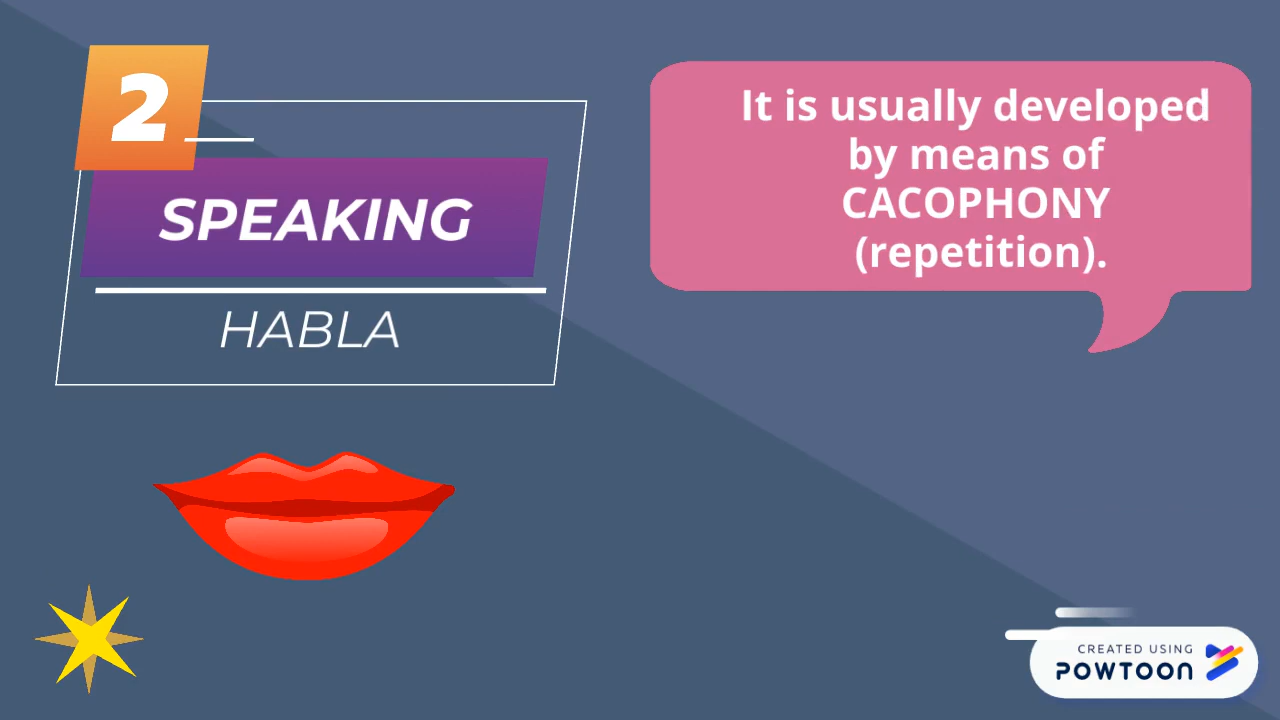 2
SPEAKING
HABLA
It is usually developed
by means of
CACOPHONY
(repetition).
CREATED USING
POWTOON